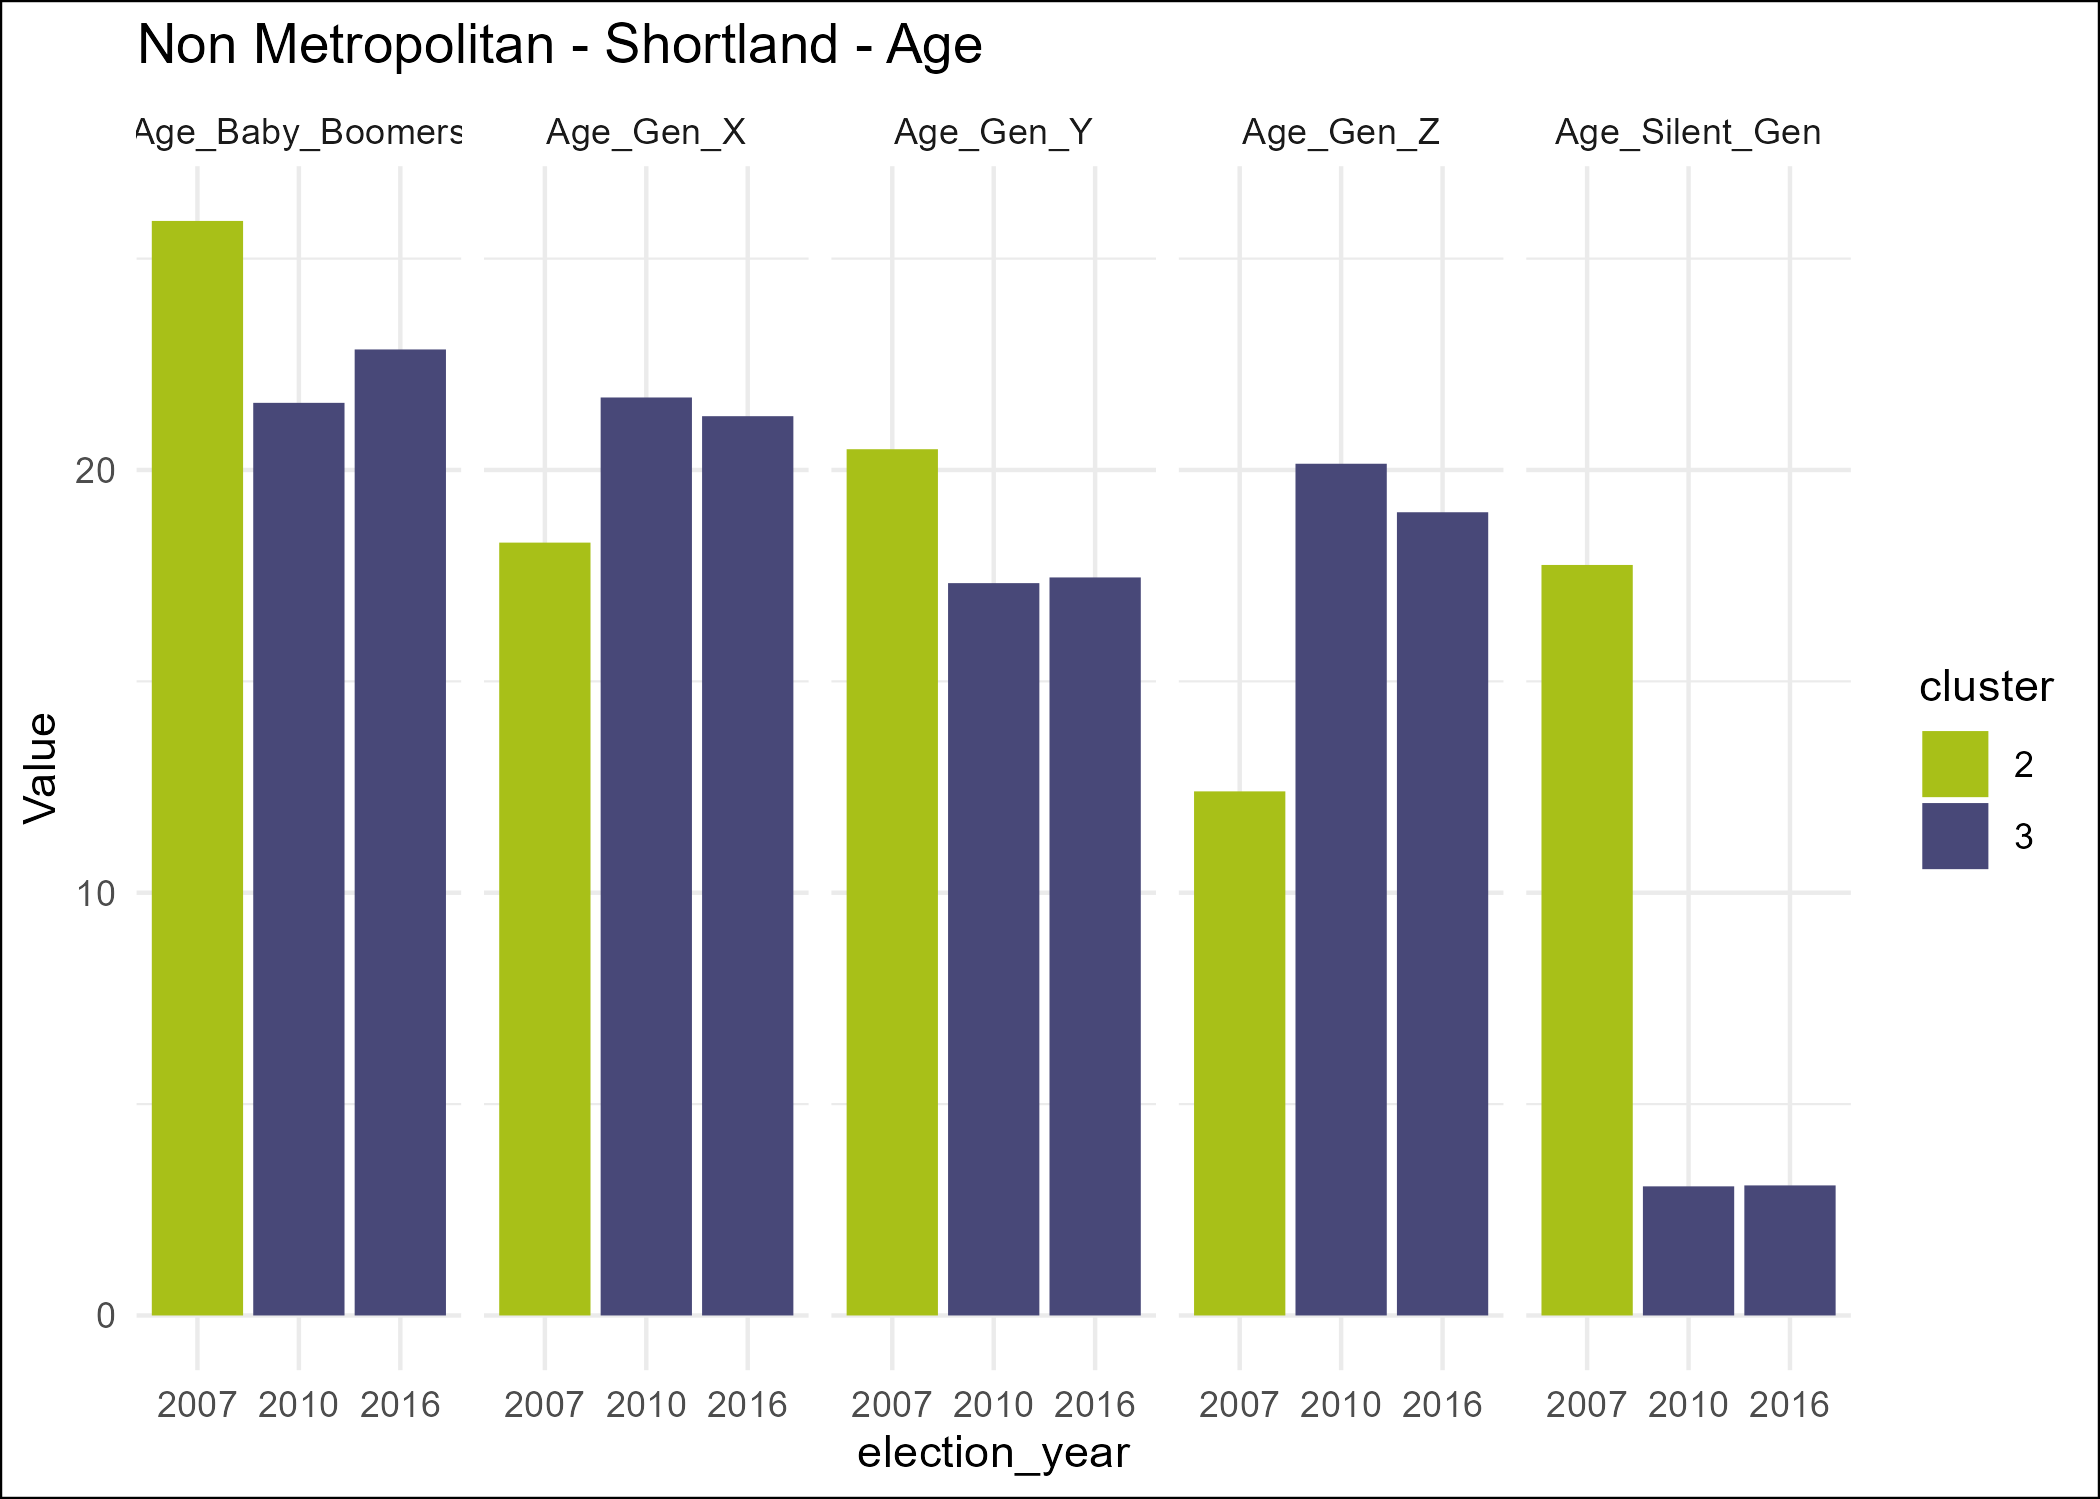 Non Metropolitan - Shortland - Age
Age_Baby_Boomers Age_Gen_X Age_Gen_Y Age_Gen_Z Age_Silent_Gen
20
10
0
Value
2007 2010 2016 2007 2010 2016 2007 2010 2016 2007 2010 2016 2007 2010 2016
election_year
cluster
2
3